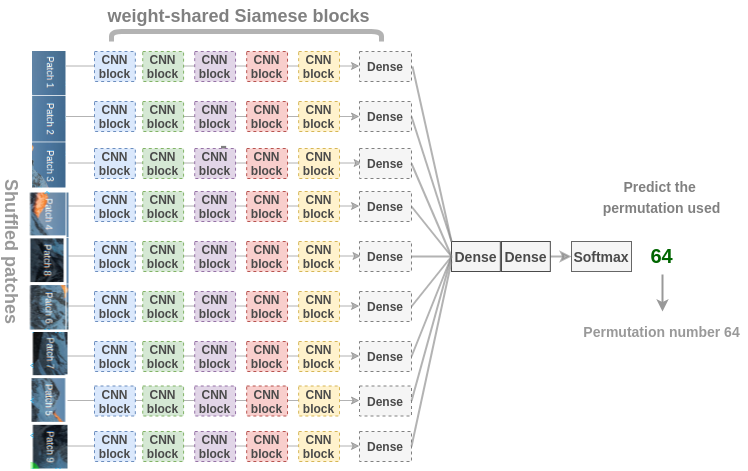 weight-shared Siamese blocks
Shuffled patches
Patch 1
CNN block CNN block CNN block CNN block CNN block Dense
Patch 2
CNN block CNN block CNN block CNN block CNN block Dense
Patch 3
CNN block CNN block CNN block CNN block CNN block Dense
Patch 4
CNN block CNN block CNN block CNN block CNN block Dense
Patch 8
CNN block CNN block CNN block CNN block CNN block Dense
Patch 6
CNN block CNN block CNN block CNN block CNN block Dense
Patch 7
CNN block CNN block CNN block CNN block CNN block Dense
Patch 5
CNN block CNN block CNN block CNN block CNN block Dense
Patch 9
CNN block CNN block CNN block CNN block CNN block Dense
Dense Dense Softmax
Predict the
permutation used
64
Permutation number 64